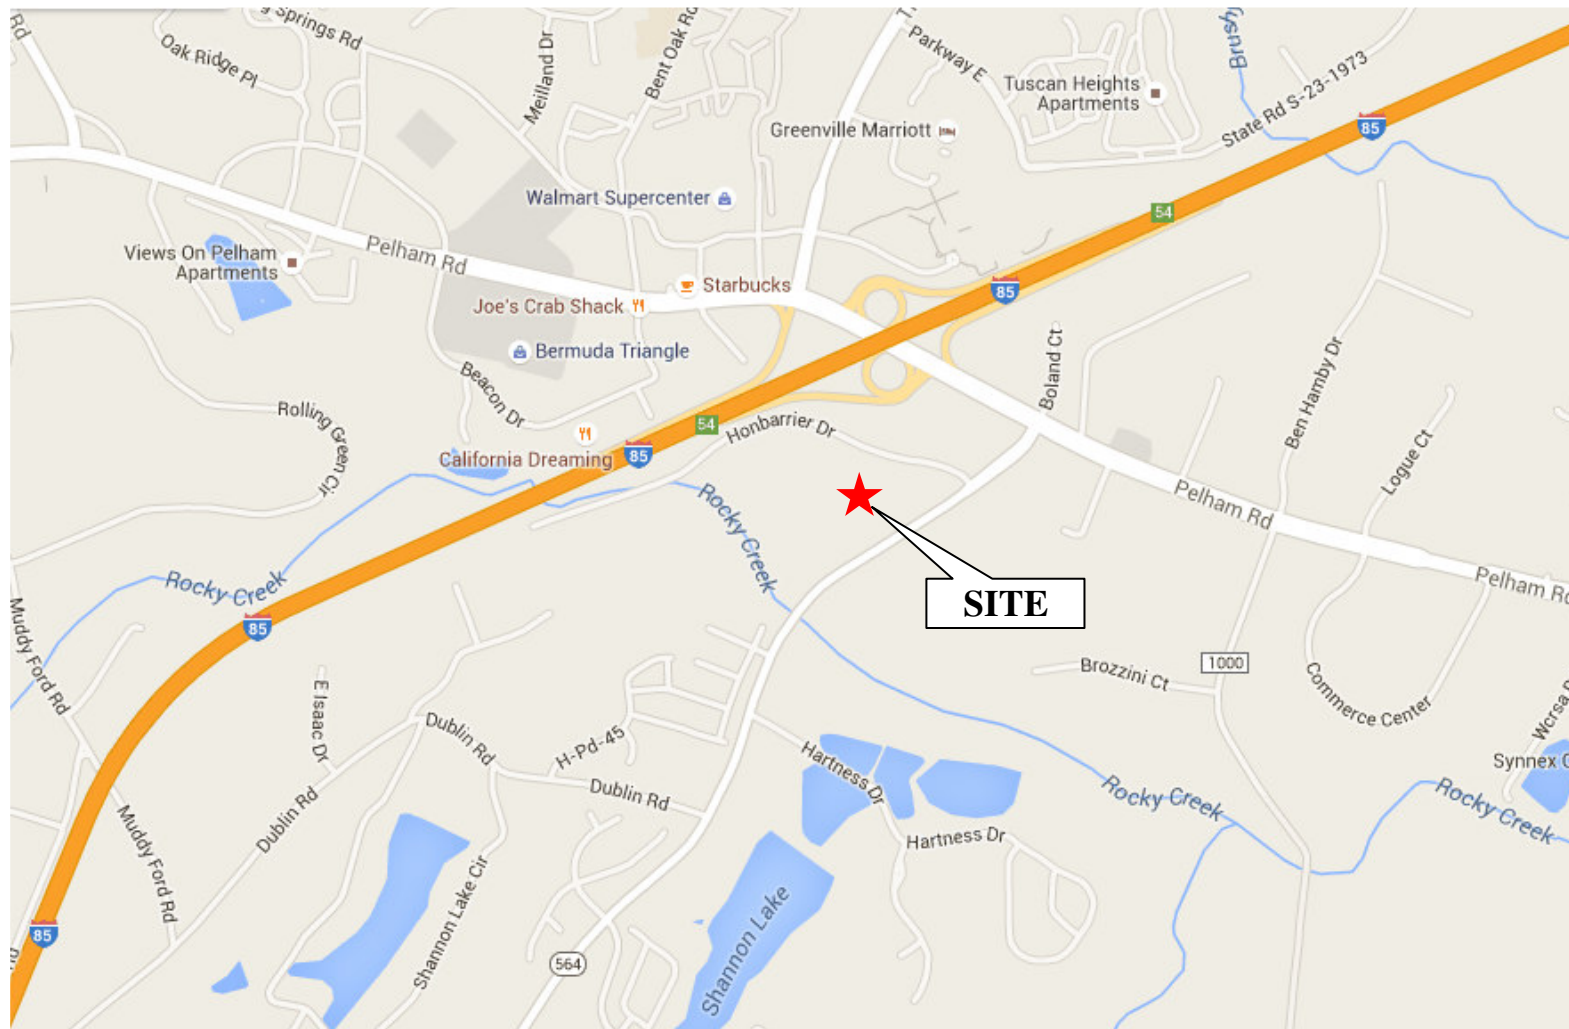 Springs Rd
Oak Ridge Pl
Meilland Dr
Bent Oak Rd
Parkway E
Brushy
Tuscan Heights
Apartments
State Rd S-23-1973
85
Greenville Marriott
Walmart Supercenter
54
Views On Pelham
Apartments
Pelham Rd
Starbucks
85
Joe's Crab Shack
Bermuda Triangle
Boland Ct
Ben Hamby Dr
Beacon Dr
Rolling Green Cir
54
Honbarrier Dr
Logue Ct
California Dreaming
85
Pelham Rd
Rocky Creek
Rocky Creek
SITE
Pelham Rd
85
Muddy Ford Rd
E Isaac Dr
Brozzini Ct
1000
Commerce Center
Dublin Rd
H-Pd-45
Hartness Dr
Synnex
Dublin Rd
Dublin Rd
Rocky Creek
Rocky Creek
Muddy Ford Rd
Hartness Dr
Shannon Lake Cir
Shannon Lake
85
564